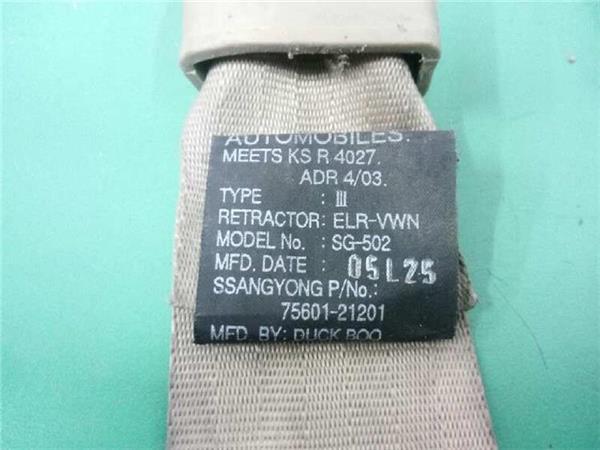 AUTOMOBILES.
MEETS KS R 4027.
ADR 4/03.
TYPE : III
RETRACTOR: ELR-VWN
MODEL No. : SG-502
MFD. DATE : 05L25
SSANGYONG P/No.:
75601-21201
MFD. BY: DUCK BOO